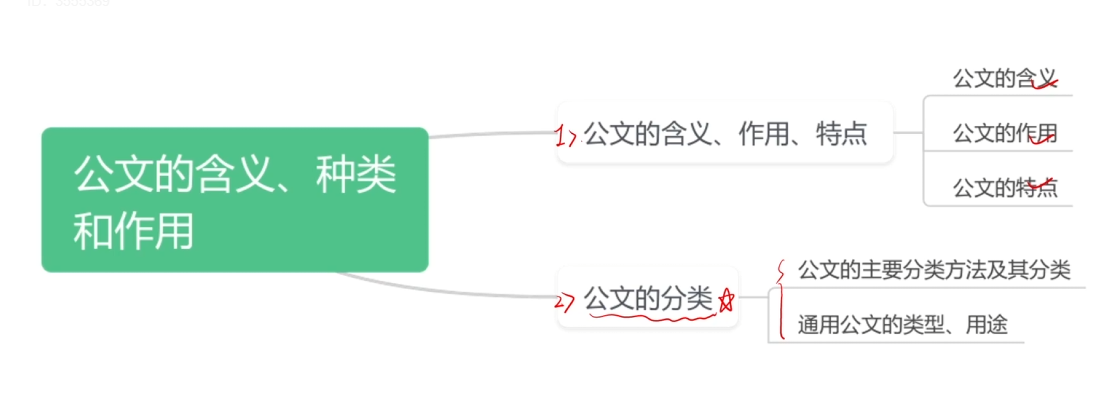 ID：3555369
公文的含义、种类
和作用
1> 公文的含义、作用、特点
公文的含义
公文的作用
公文的特点
2> 公文的分类
公文的主要分类方法及其分类
通用公文的类型、用途